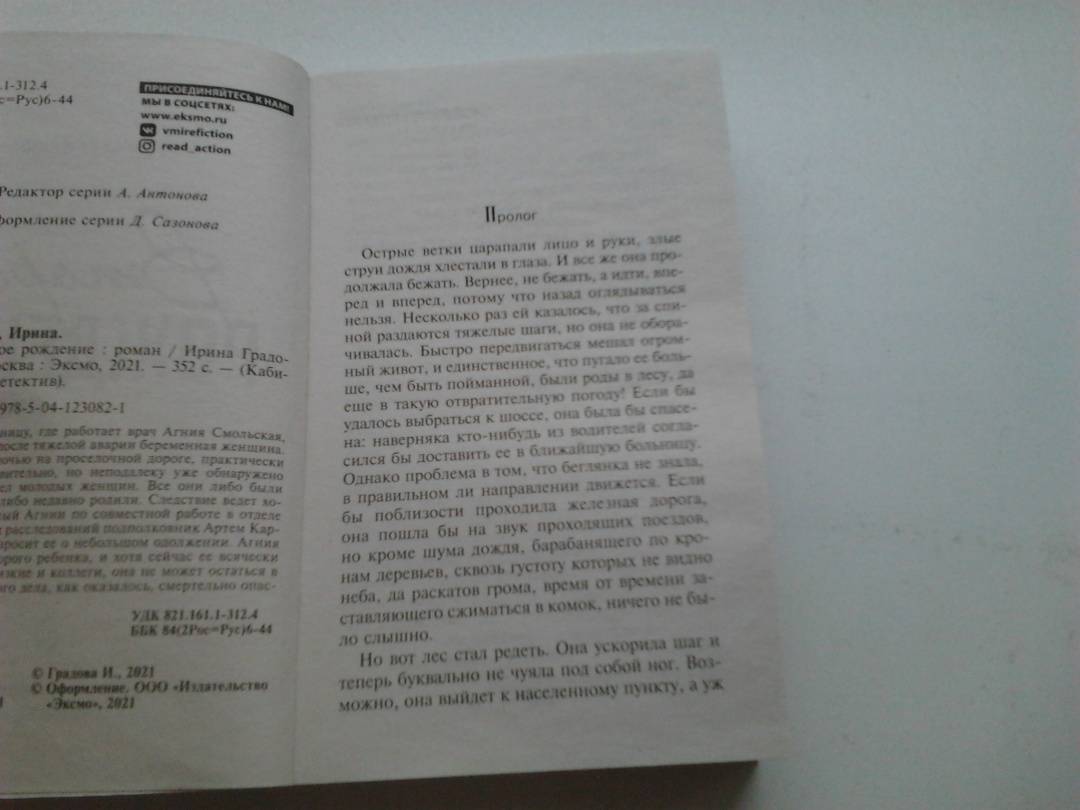 .1-312.4
с=Рус)6-44
ПРИСОЕДИНЯЙТЕСЬ К НАМ!
МЫ В СОЦСЕТЯХ:
www.eksmo.ru
vmirefiction
read_action
Редактор серии А. Антонова
формление серии Д. Сазонова
, Ирина.
ое рождение : роман / Ирина Градо-
сква : Эксмо, 2021. — 352 с. — (Каби-
етектив).
978-5-04-123082-1
ницу, где работает врач Агния Смольская,
после тяжелой аварии беременная женщина.
очью на проселочной дороге, практически
вительно, но неподалеку уже обнаружено
ел молодых женщин. Все они либо были
либо недавно родили. Следствие ведет хо-
ый Агнии по совместной работе в отделе
расследований подполковник Артем Кар-
просит ее о небольшом одолжении. Агния
орого ребенка, и хотя сейчас ее всячески
изкие и коллеги, она не может остаться в
ого дела, как оказалось, смертельно опас-
УДК 821.161.1-312.4
ББК 84(2Рос=Рус)6-44
© Градова И., 2021
© Оформление. ООО «Издательство
1 «Эксмо», 2021
Пролог
Острые ветки царапали лицо и руки, злые
струи дождя хлестали в глаза. И все же она про-
должала бежать. Вернее, не бежать, а идти, впе-
ред и вперед, потому что назад оглядываться
нельзя. Несколько раз ей казалось, что за спи-
ной раздаются тяжелые шаги, но она не обора-
чивалась. Быстро передвигаться мешал огром-
ный живот, и единственное, что пугало ее боль-
ше, чем быть пойманной, были роды в лесу, да
еще в такую отвратительную погоду! Если бы
удалось выбраться к шоссе, она была бы спасе-
на: наверняка кто-нибудь из водителей согла-
сился бы доставить ее в ближайшую больницу.
Однако проблема в том, что беглянка не знала,
в правильном ли направлении движется. Если
бы поблизости проходила железная дорога,
она пошла бы на звук проходящих поездов,
но кроме шума дождя, барабанящего по кро-
нам деревьев, сквозь густоту которых не видно
неба, да раскатов грома, время от времени за-
ставляющего сжиматься в комок, ничего не бы-
ло слышно.
Но вот лес стал редеть. Она ускорила шаг и
теперь буквально не чуяла под собой ног. Воз-
можно, она выйдет к населенному пункту, а уж